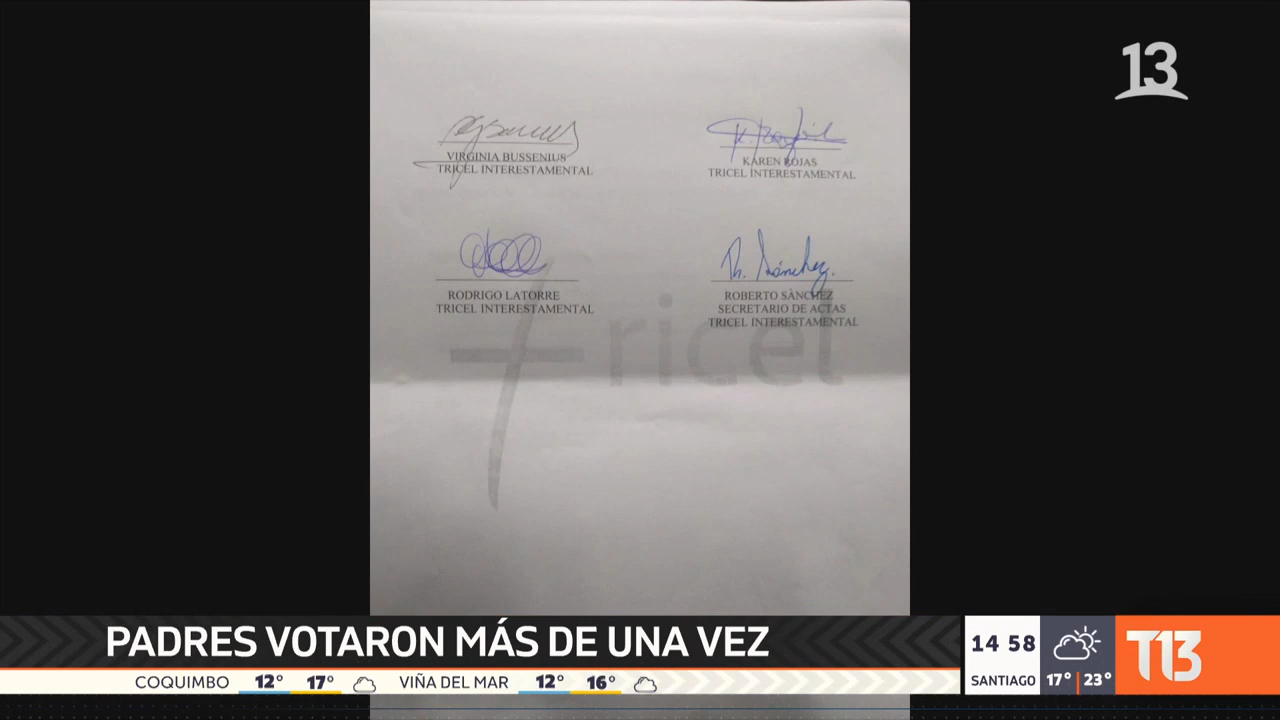 13
VIRGINIA BUSSENIUS
TRICEL INTERESTAMENTAL
KAREN ROJAS
TRICEL INTERESTAMENTAL
Th. Sánchez.
RODRIGO LATORRE
TRICEL INTERESTAMENTAL
ROBERTO SÀNCHEZ
SECRETARIO DE ACTAS
TRICEL INTERESTAMENTAL
Tricel
PADRES VOTARON MÁS DE UNA VEZ
14 58
SANTIAGO 17° 23°
T13
COQUIMBO 12° 17° VIÑA DEL MAR 12° 16°